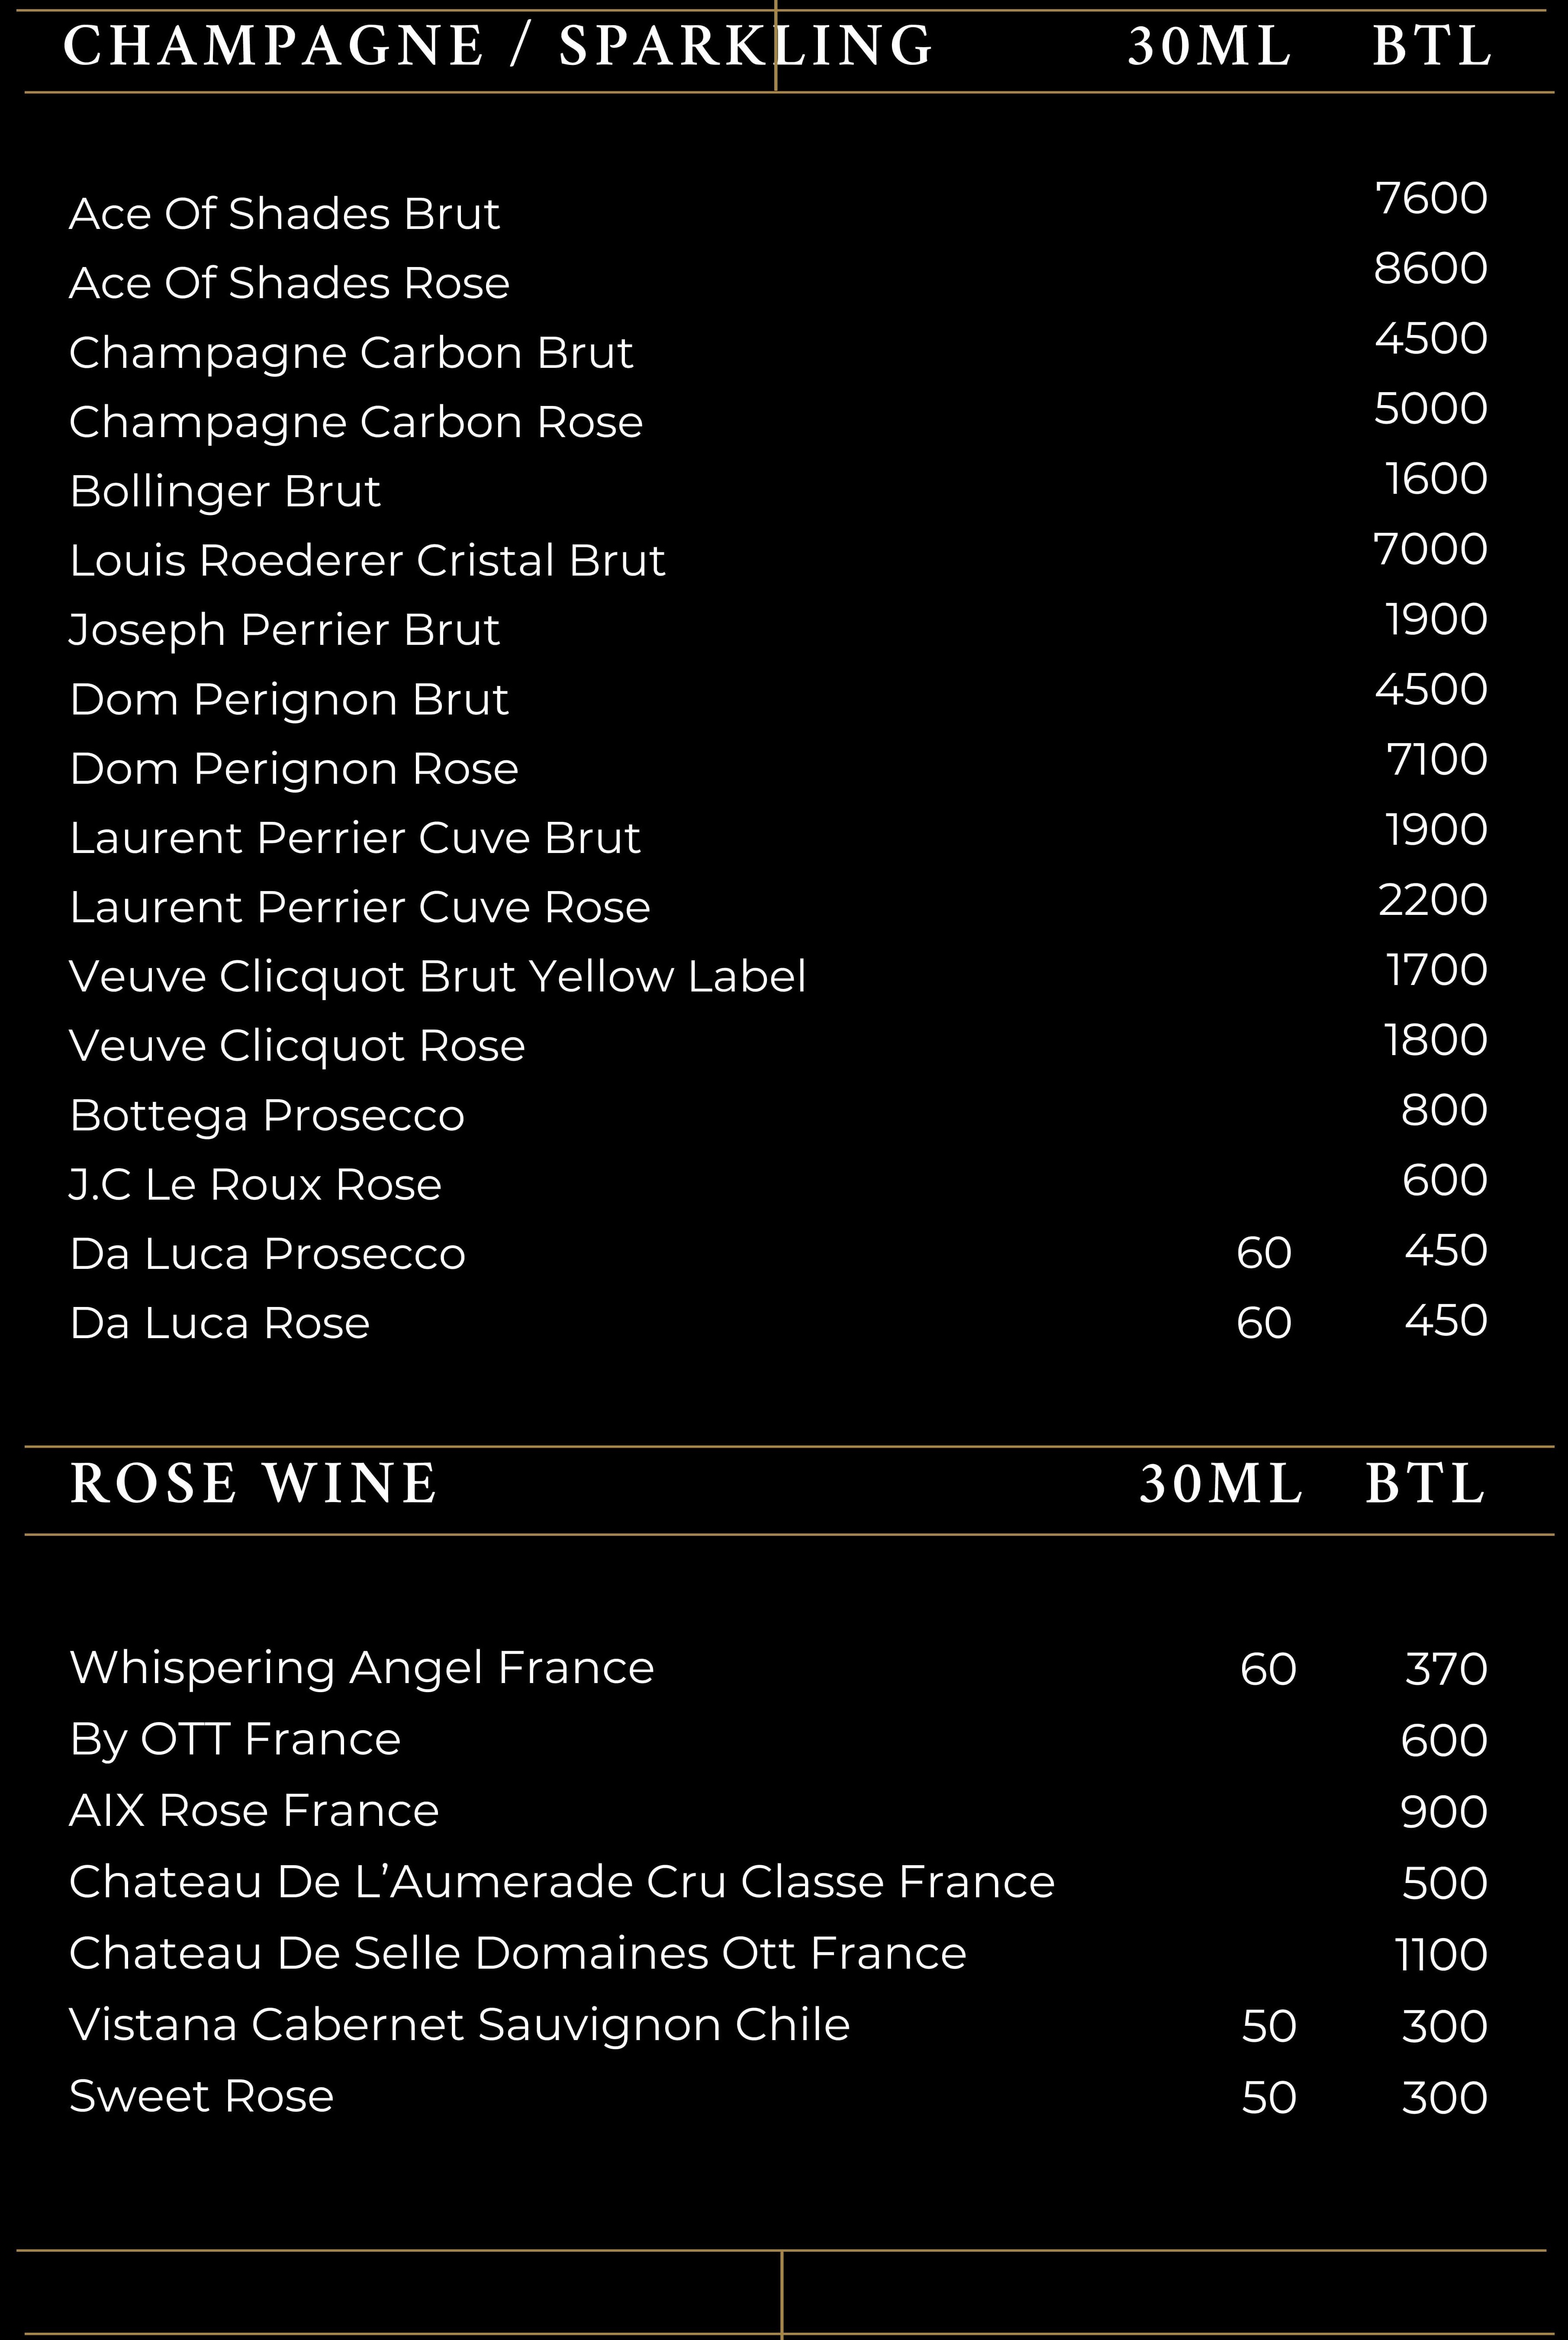 CHAMPAGNE / SPARKLING 30ML BTL
Ace Of Shades Brut 7600
Ace Of Shades Rose 8600
Champagne Carbon Brut 4500
Champagne Carbon Rose 5000
Bollinger Brut 1600
Louis Roederer Cristal Brut 7000
Joseph Perrier Brut 1900
Dom Perignon Brut 4500
Dom Perignon Rose 7100
Laurent Perrier Cuve Brut 1900
Laurent Perrier Cuve Rose 2200
Veuve Clicquot Brut Yellow Label 1700
Veuve Clicquot Rose 1800
Bottega Prosecco 800
J.C Le Roux Rose 600
Da Luca Prosecco 60 450
Da Luca Rose 60 450
ROSE WINE 30ML BTL
Whispering Angel France 60 370
By OTT France 600
AIX Rose France 900
Chateau De L’Aumerade Cru Classe France 500
Chateau De Selle Domaines Ott France 1100
Vistana Cabernet Sauvignon Chile 50 300
Sweet Rose 50 300